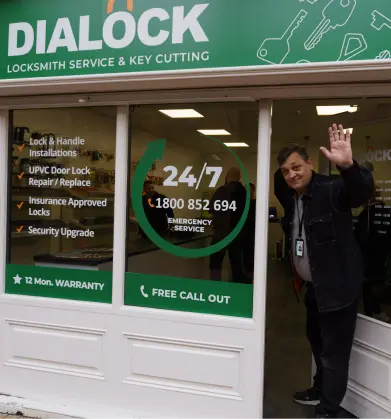 DIALOCK
LOCKSMITH SERVICE & KEY CUTTING
Lock & Handle
Installations
UPVC Door Lock
Repair / Replace
Insurance Approved
Locks
Security Upgrade
12 Mon. WARRANTY
24/7
1800 852 694
EMERGENCY
SERVICE
FREE CALL OUT